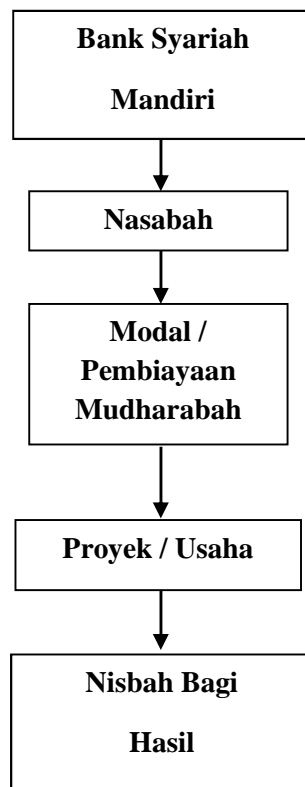 Bank Syariah
Mandiri
Nasabah
Modal /
Pembiayaan
Mudharabah
Proyek / Usaha
Nisbah Bagi
Hasil